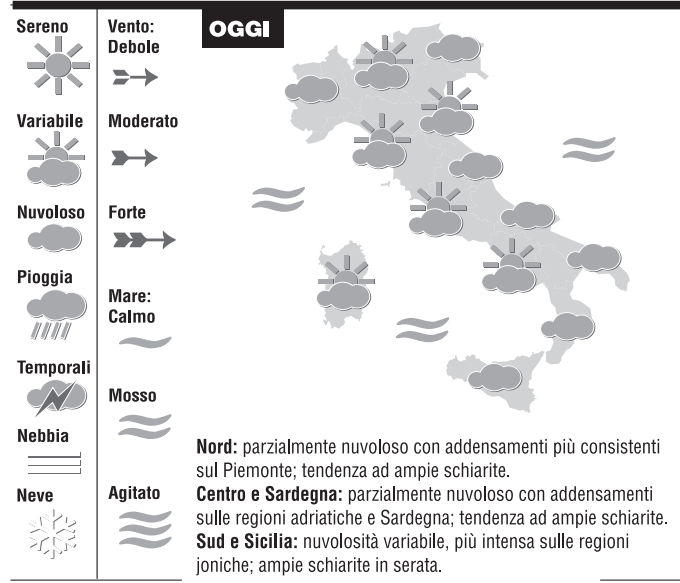 Sereno
Variabile
Nuvoloso
Pioggia
Temporali
Nebbia
Neve
Vento:
Debole
Moderato
Forte
Mare:
Calmo
Mosso
Agitato
OGGI
Nord: parzialmente nuvoloso con addensamenti più consistenti
sul Piemonte; tendenza ad ampie schiarite.
Centro e Sardegna: parzialmente nuvoloso con addensamenti
sulle regioni adriatiche e Sardegna; tendenza ad ampie schiarite.
Sud e Sicilia: nuvolosità variabile, più intensa sulle regioni
joniche; ampie schiarite in serata.